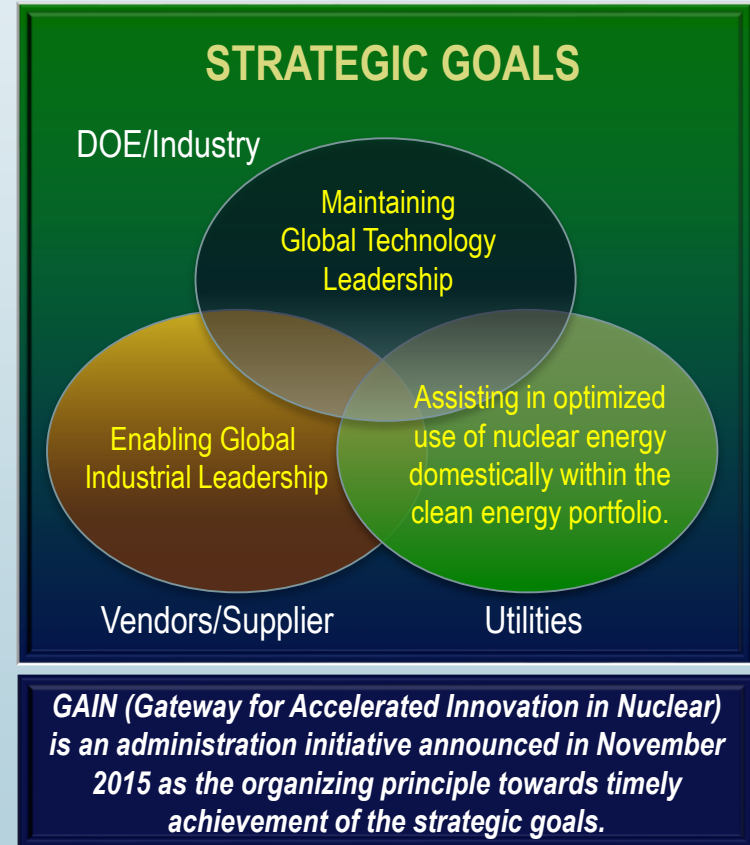 STRATEGIC GOALS
DOE/Industry
Maintaining
Global Technology
Leadership
Enabling Global
Industrial Leadership
Assisting in optimized
use of nuclear energy
domestically within the
clean energy portfolio.
Vendors/Supplier
Utilities
GAIN (Gateway for Accelerated Innovation in Nuclear)
is an administration initiative announced in November
2015 as the organizing principle towards timely
achievement of the strategic goals.